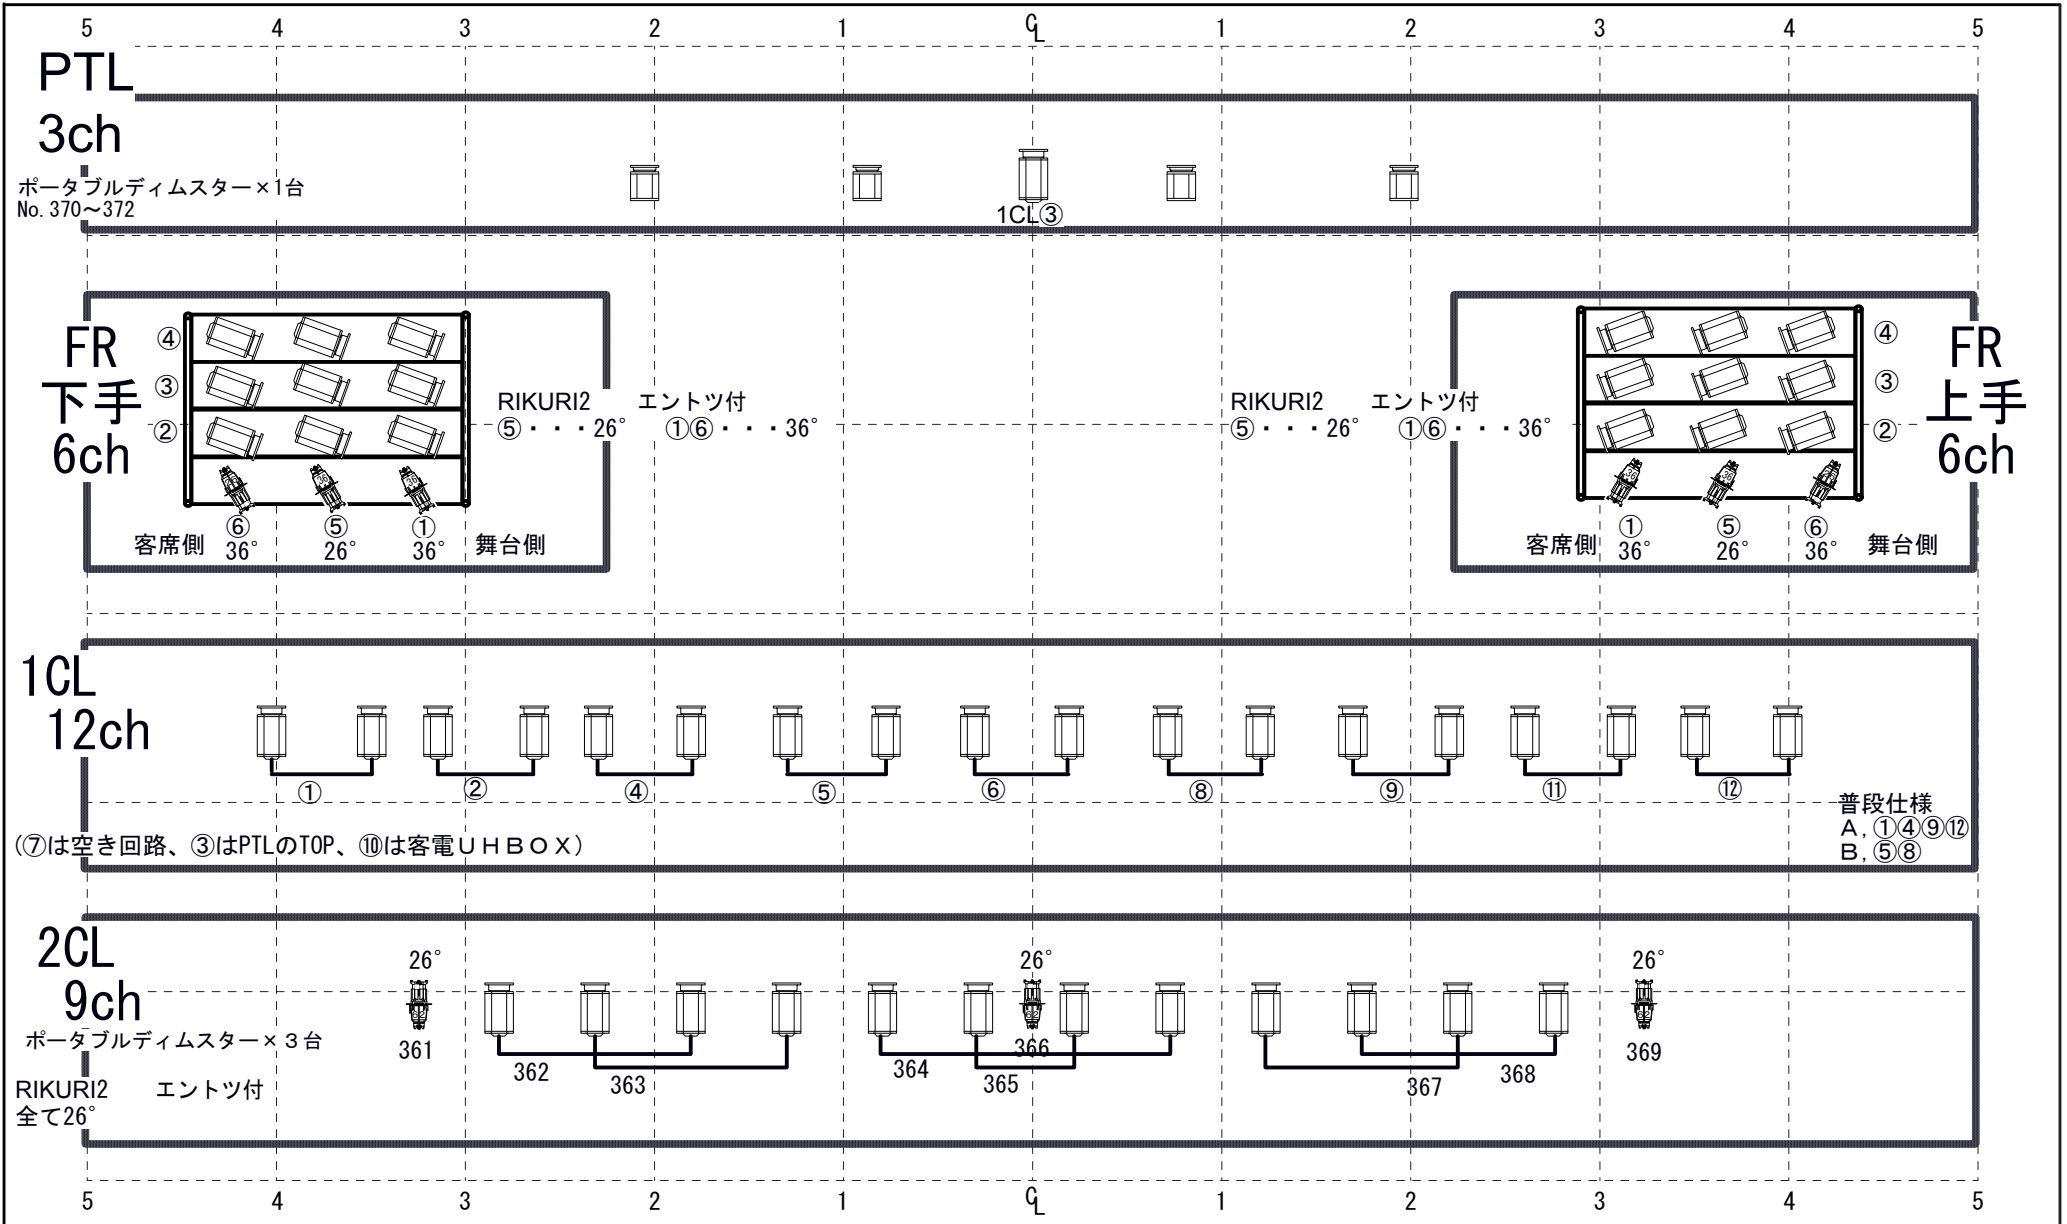 5 4 3 2 1 CL 1 2 3 4 5
PTL
3ch
ポータブルディムスター×1台
No.370～372
1CL③
FR
下手
6ch
④
③
②
RIKURI2 エントツ付
⑤・・・26° ①⑥・・・36°
⑥ ⑤ ①
客席側 36° 26° 36° 舞台側
RIKURI2 エントツ付
⑤・・・26° ①⑥・・・36°
④
③
②
FR
上手
6ch
① ⑤ ⑥
客席側 36° 26° 36° 舞台側
1CL
12ch
① ② ④ ⑤ ⑥ ⑧ ⑨ ⑪ ⑫
(⑦は空き回路、③はPTLのTOP、⑩は客電UHBOX)
普段仕様
A,①④⑨⑫
B,⑤⑧
2CL
9ch
26° 26° 26°
ポータブルディムスター×3台
361 362 363 364 365 366 367 368 369
RIKURI2 エントツ付
全て26°
5 4 3 2 1 CL 1 2 3 4 5